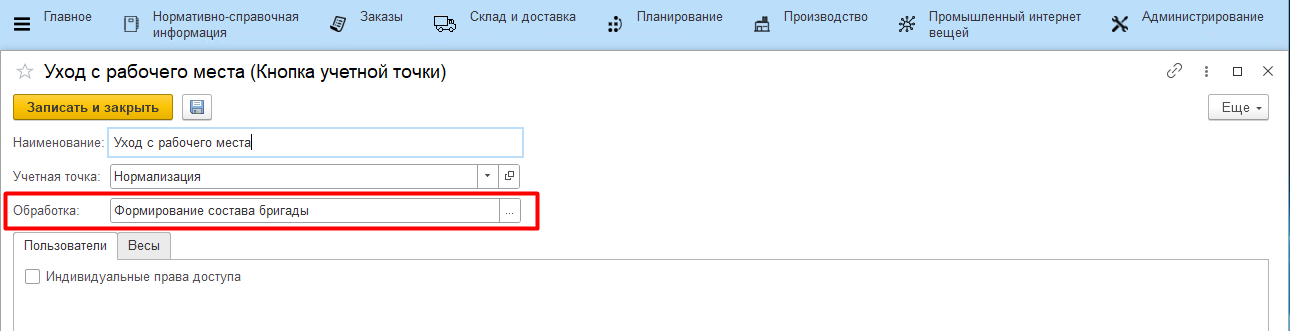 Главное
Нормативно-справочная
информация
Заказы
Склад и доставка
Планирование
Производство
Промышленный интернет
вещей
Администрирование
Уход с рабочего места (Кнопка учетной точки)
Записать и закрыть
Еще
Наименование: Уход с рабочего места
Учетная точка: Нормализация
Обработка: Формирование состава бригады ...
Пользователи Весы
Индивидуальные права доступа